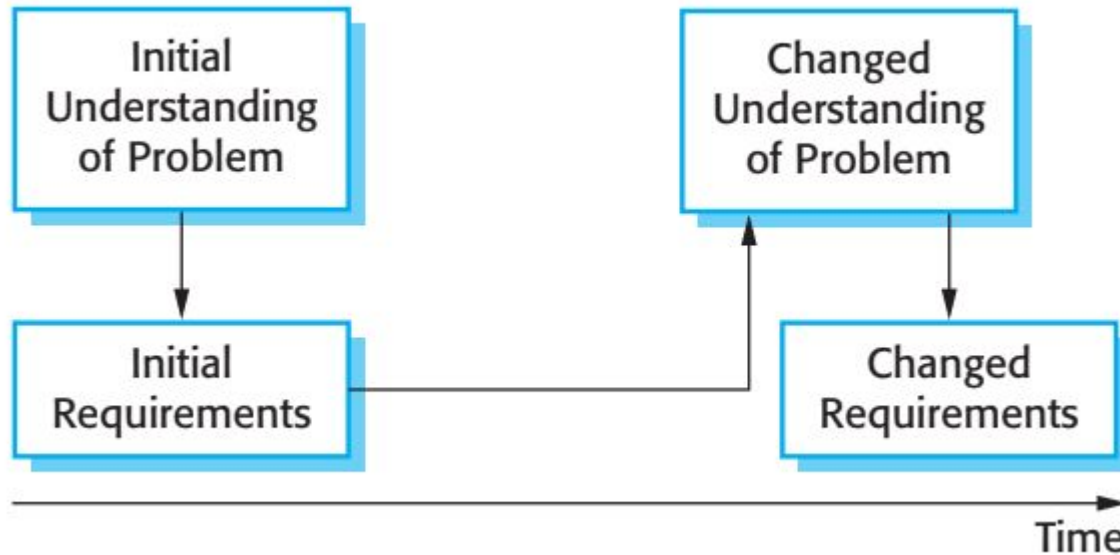 Initial
Understanding
of Problem
Changed
Understanding
of Problem
Initial
Requirements
Changed
Requirements
Time